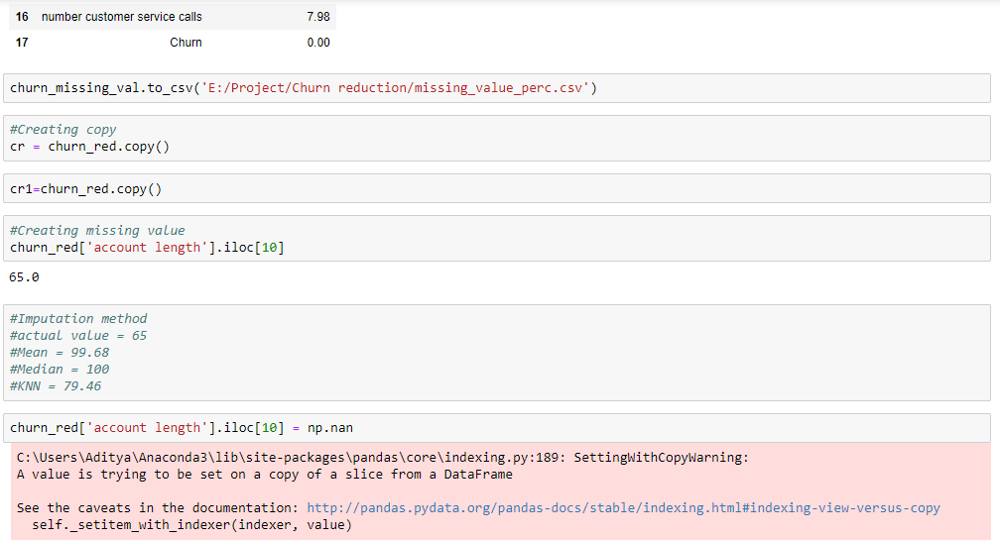 16 number customer service calls 7.98
17 Churn 0.00
churn_missing_val.to_csv('E:/Project/Churn reduction/missing_value_perc.csv')
#Creating copy
cr = churn_red.copy()
cr1=churn_red.copy()
#Creating missing value
churn_red['account length'].iloc[10]
65.0
#Imputation method
#actual value = 65
#Mean = 99.68
#Median = 100
#KNN = 79.46
churn_red['account length'].iloc[10] = np.nan
C:\Users\Aditya\Anaconda3\lib\site-packages\pandas\core\indexing.py:189: SettingWithCopyWarning:
A value is trying to be set on a copy of a slice from a DataFrame
See the caveats in the documentation: http://pandas.pydata.org/pandas-docs/stable/indexing.html#indexing-view-versus-copy
self._setitem_with_indexer(indexer, value)